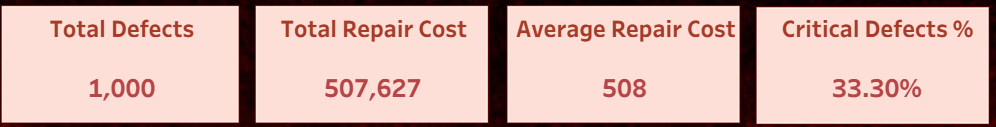 Total Defects
1,000
Total Repair Cost
507,627
Average Repair Cost
508
Critical Defects %
33.30%